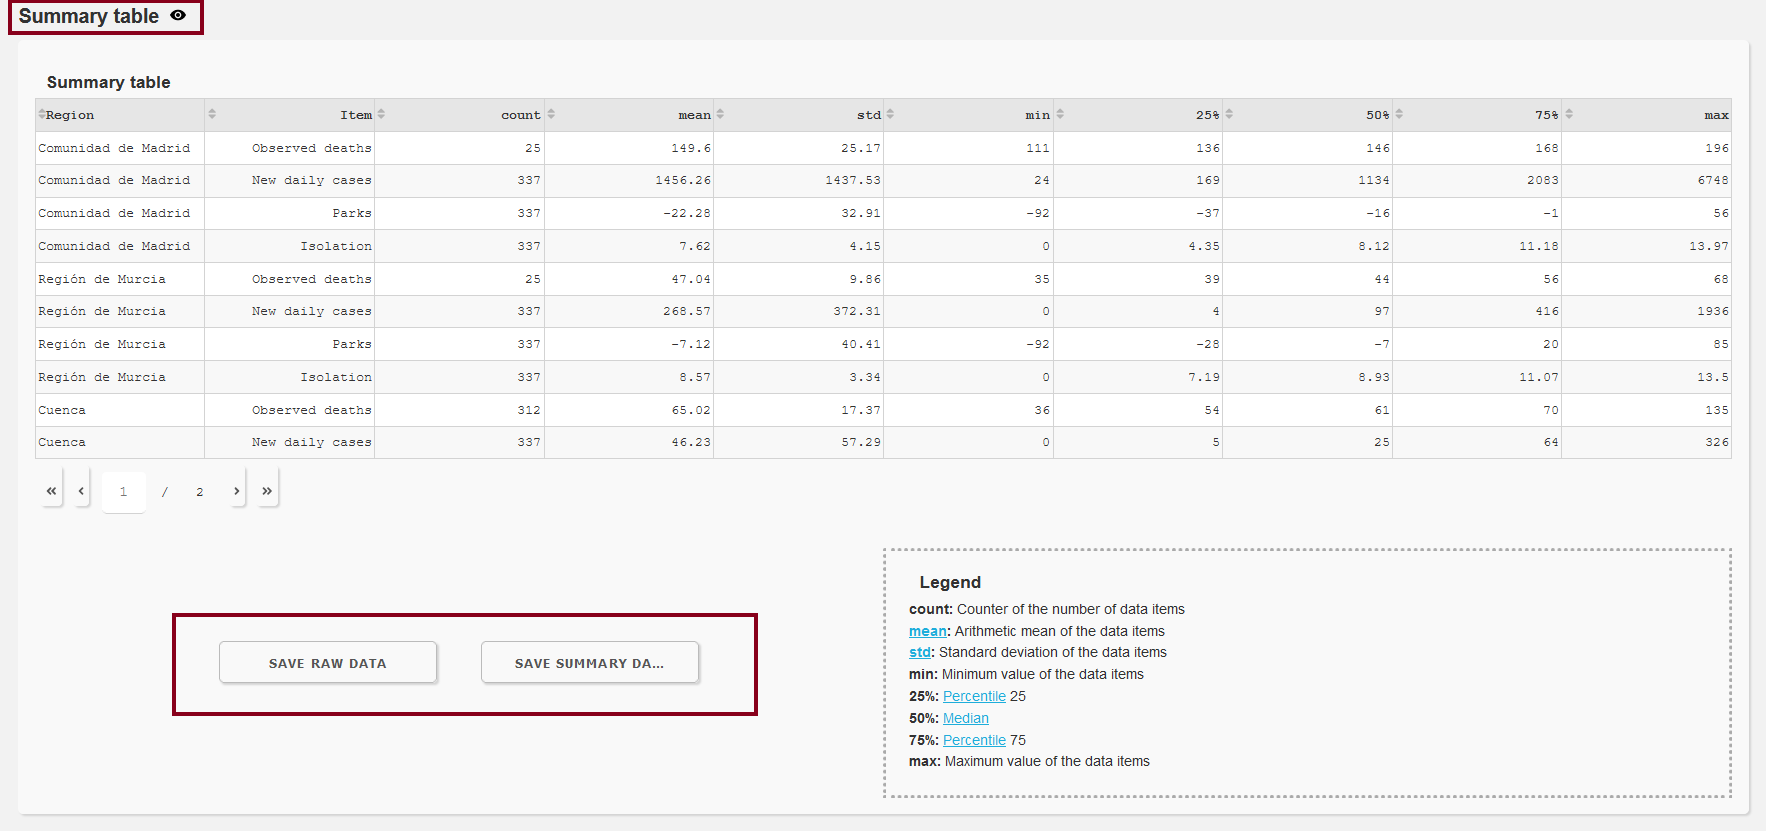 Summary table
Summary table
Region Item count mean std min 25% 50% 75% max
Comunidad de Madrid Observed deaths 25 149.6 25.17 111 136 146 168 196
Comunidad de Madrid New daily cases 337 1456.26 1437.53 24 169 1134 2083 6748
Comunidad de Madrid Parks 337 -22.28 32.91 -92 -37 -16 -1 56
Comunidad de Madrid Isolation 337 7.62 4.15 0 4.35 8.12 11.18 13.97
Región de Murcia Observed deaths 25 47.04 9.86 35 39 44 56 68
Región de Murcia New daily cases 337 268.57 372.31 0 4 97 416 1936
Región de Murcia Parks 337 -7.12 40.41 -92 -28 -7 20 85
Región de Murcia Isolation 337 8.57 3.34 0 7.19 8.93 11.07 13.5
Cuenca Observed deaths 312 65.02 17.37 36 54 61 70 135
Cuenca New daily cases 337 46.23 57.29 0 5 25 64 326
« ‹ 1 / 2 › »
SAVE RAW DATA SAVE SUMMARY DA...
Legend
count: Counter of the number of data items
mean: Arithmetic mean of the data items
std: Standard deviation of the data items
min: Minimum value of the data items
25%: Percentile 25
50%: Median
75%: Percentile 75
max: Maximum value of the data items